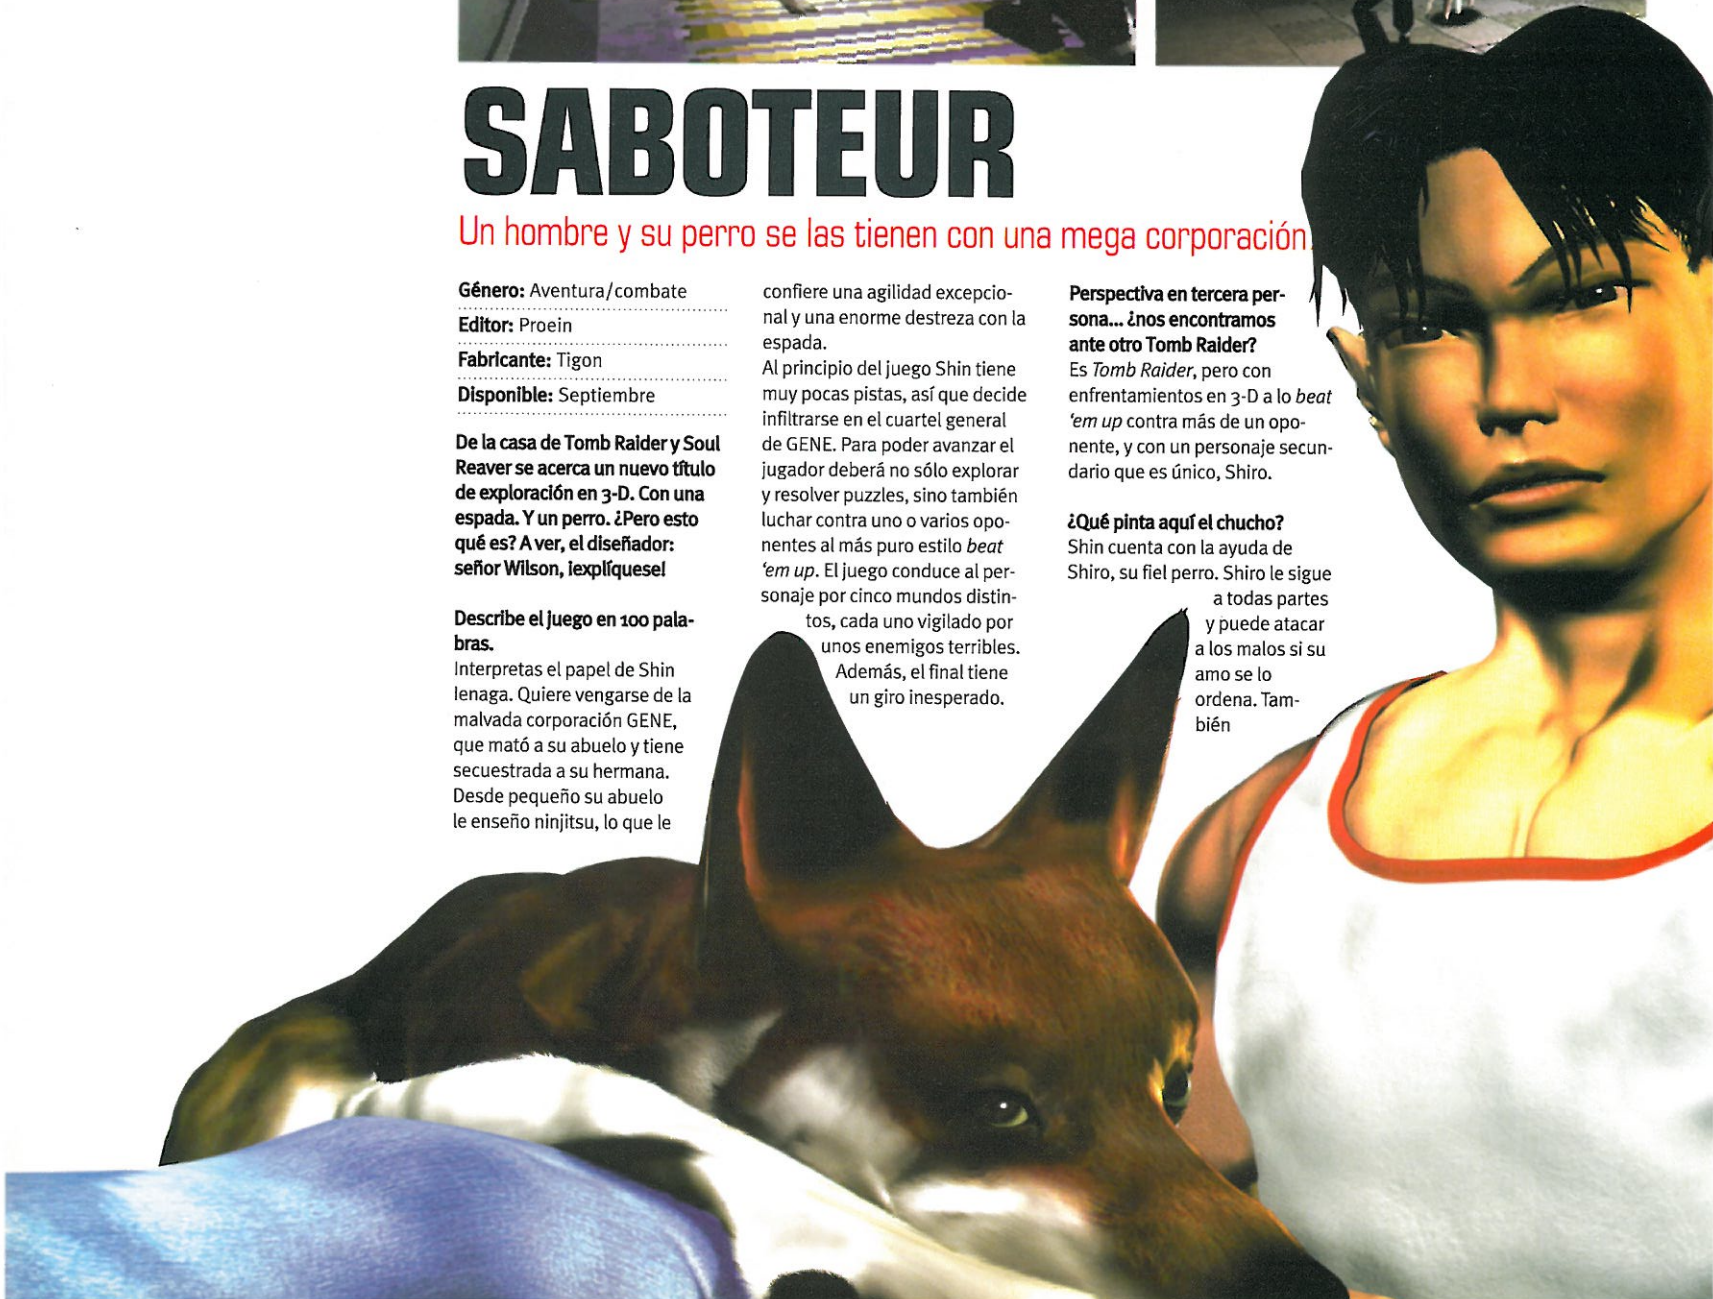 SABOTEUR
Un hombre y su perro se las tienen con una mega corporación.
Género: Aventura/combate
Editor: Proein
Fabricante: Tigon
Disponible: Septiembre
De la casa de Tomb Raider y Soul
Reaver se acerca un nuevo título
de exploración en 3-D. Con una
espada. Y un perro. ¿Pero esto
qué es? A ver, el diseñador:
señor Wilson, ¡explíquese!
Describe el juego en 100 pala-
bras.
Interpretas el papel de Shin
Ienaga. Quiere vengarse de la
malvada corporación GENE,
que mató a su abuelo y tiene
secuestrada a su hermana.
Desde pequeño su abuelo
le enseño ninjitsu, lo que le
confiere una agilidad excepcio-
nal y una enorme destreza con la
espada.
Al principio del juego Shin tiene
muy pocas pistas, así que decide
infiltrarse en el cuartel general
de GENE. Para poder avanzar el
jugador deberá no sólo explorar
y resolver puzzles, sino también
luchar contra uno o varios opo-
nentes al más puro estilo beat
'em up. El juego conduce al per-
sonaje por cinco mundos distin-
tos, cada uno vigilado por
unos enemigos terribles.
Además, el final tiene
un giro inesperado.
Perspectiva en tercera per-
sona... ¿nos encontramos
ante otro Tomb Raider?
Es Tomb Raider, pero con
enfrentamientos en 3-D a lo beat
'em up contra más de un opo-
nente, y con un personaje secun-
dario que es único, Shiro.
¿Qué pinta aquí el chucho?
Shin cuenta con la ayuda de
Shiro, su fiel perro. Shiro le sigue
a todas partes
y puede atacar
a los malos si su
amo se lo
ordena. Tam-
bién